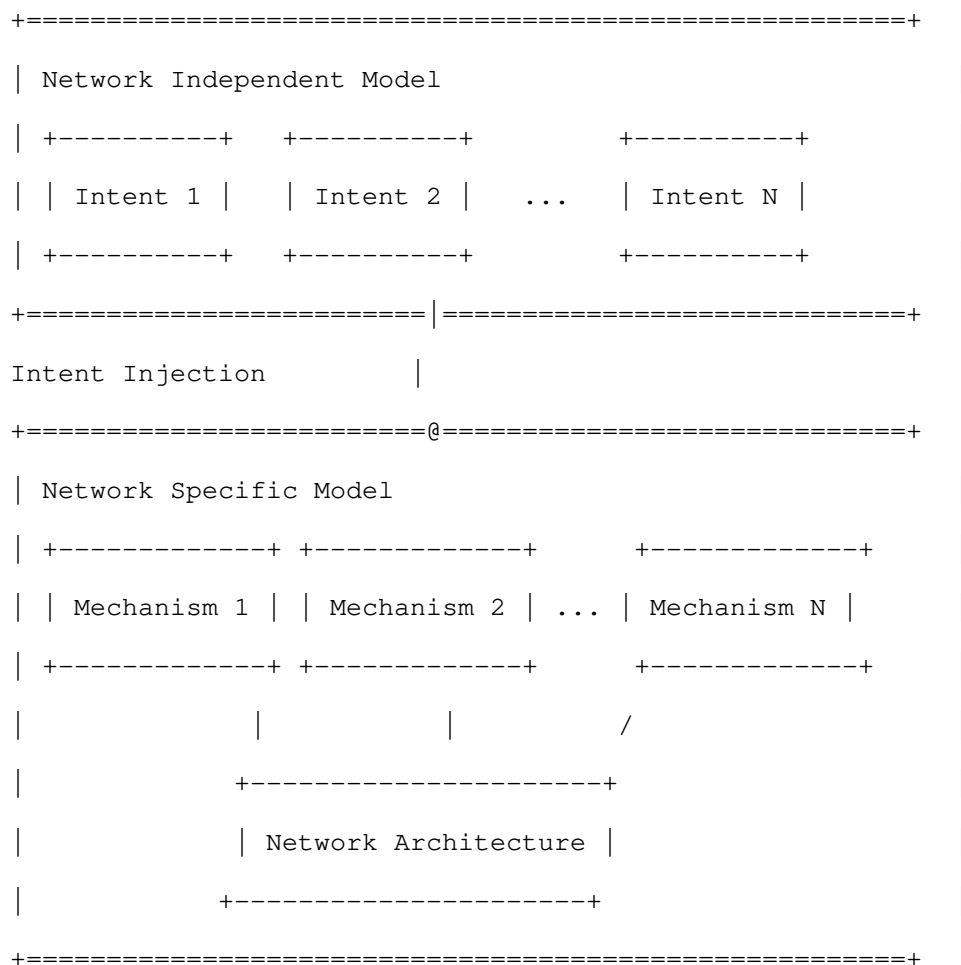 +=======================================================+
| Network Independent Model |
| +----------+ +----------+ +----------+ |
| | Intent 1 | | Intent 2 | ... | Intent N | |
| +----------+ +----------+ +----------+ |
+=========================|=============================+
Intent Injection |
+=========================@=============================+
| Network Specific Model |
| +-------------+ +-------------+ +-------------+ |
| | Mechanism 1 | | Mechanism 2 | ... | Mechanism N | |
| +-------------+ +-------------+ +-------------+ |
| | | / |
| +----------------------+ |
| | Network Architecture | |
| +----------------------+ |
+=======================================================+